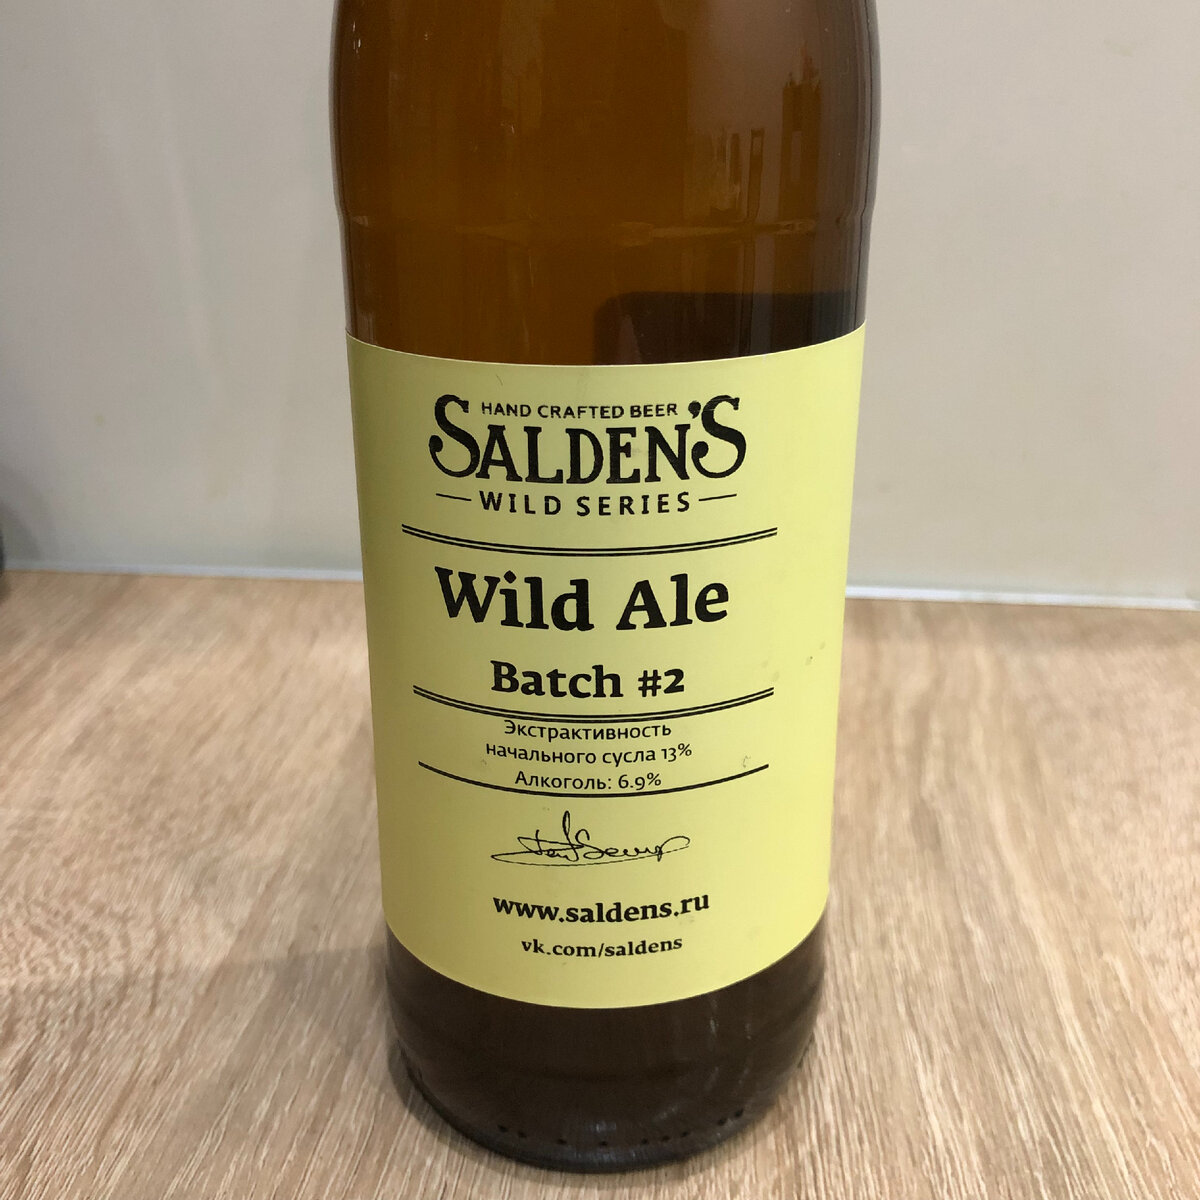 HAND CRAFTED BEER
SALDEN'S
WILD SERIES
Wild Ale
Batch #2
Экстрактивность
начального сусла 13%
Алкоголь: 6.9%
www.saldens.ru
vk.com/saldens